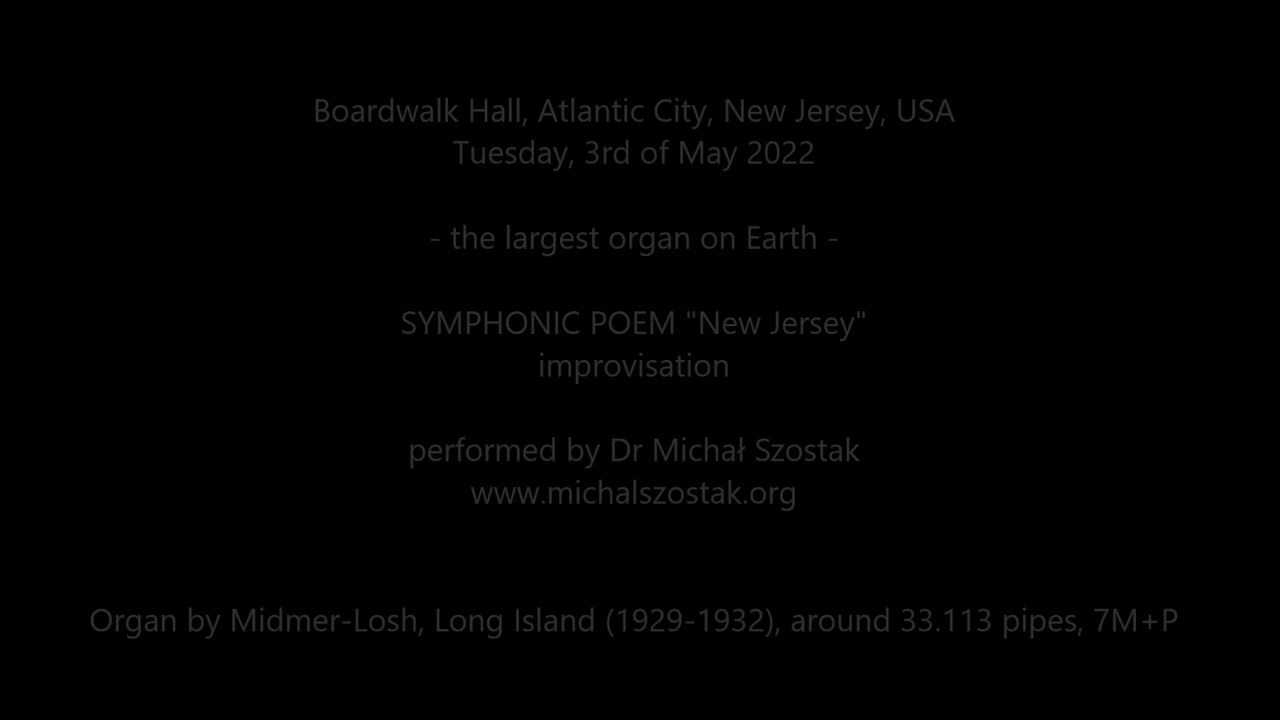 Boardwalk Hall, Atlantic City, New Jersey, USA
Tuesday, 3rd of May 2022
- the largest organ on Earth -
SYMPHONIC POEM "New Jersey"
improvisation
performed by Dr Michał Szostak
www.michalszostak.org
Organ by Midmer-Losh, Long Island (1929-1932), around 33.113 pipes, 7M+P